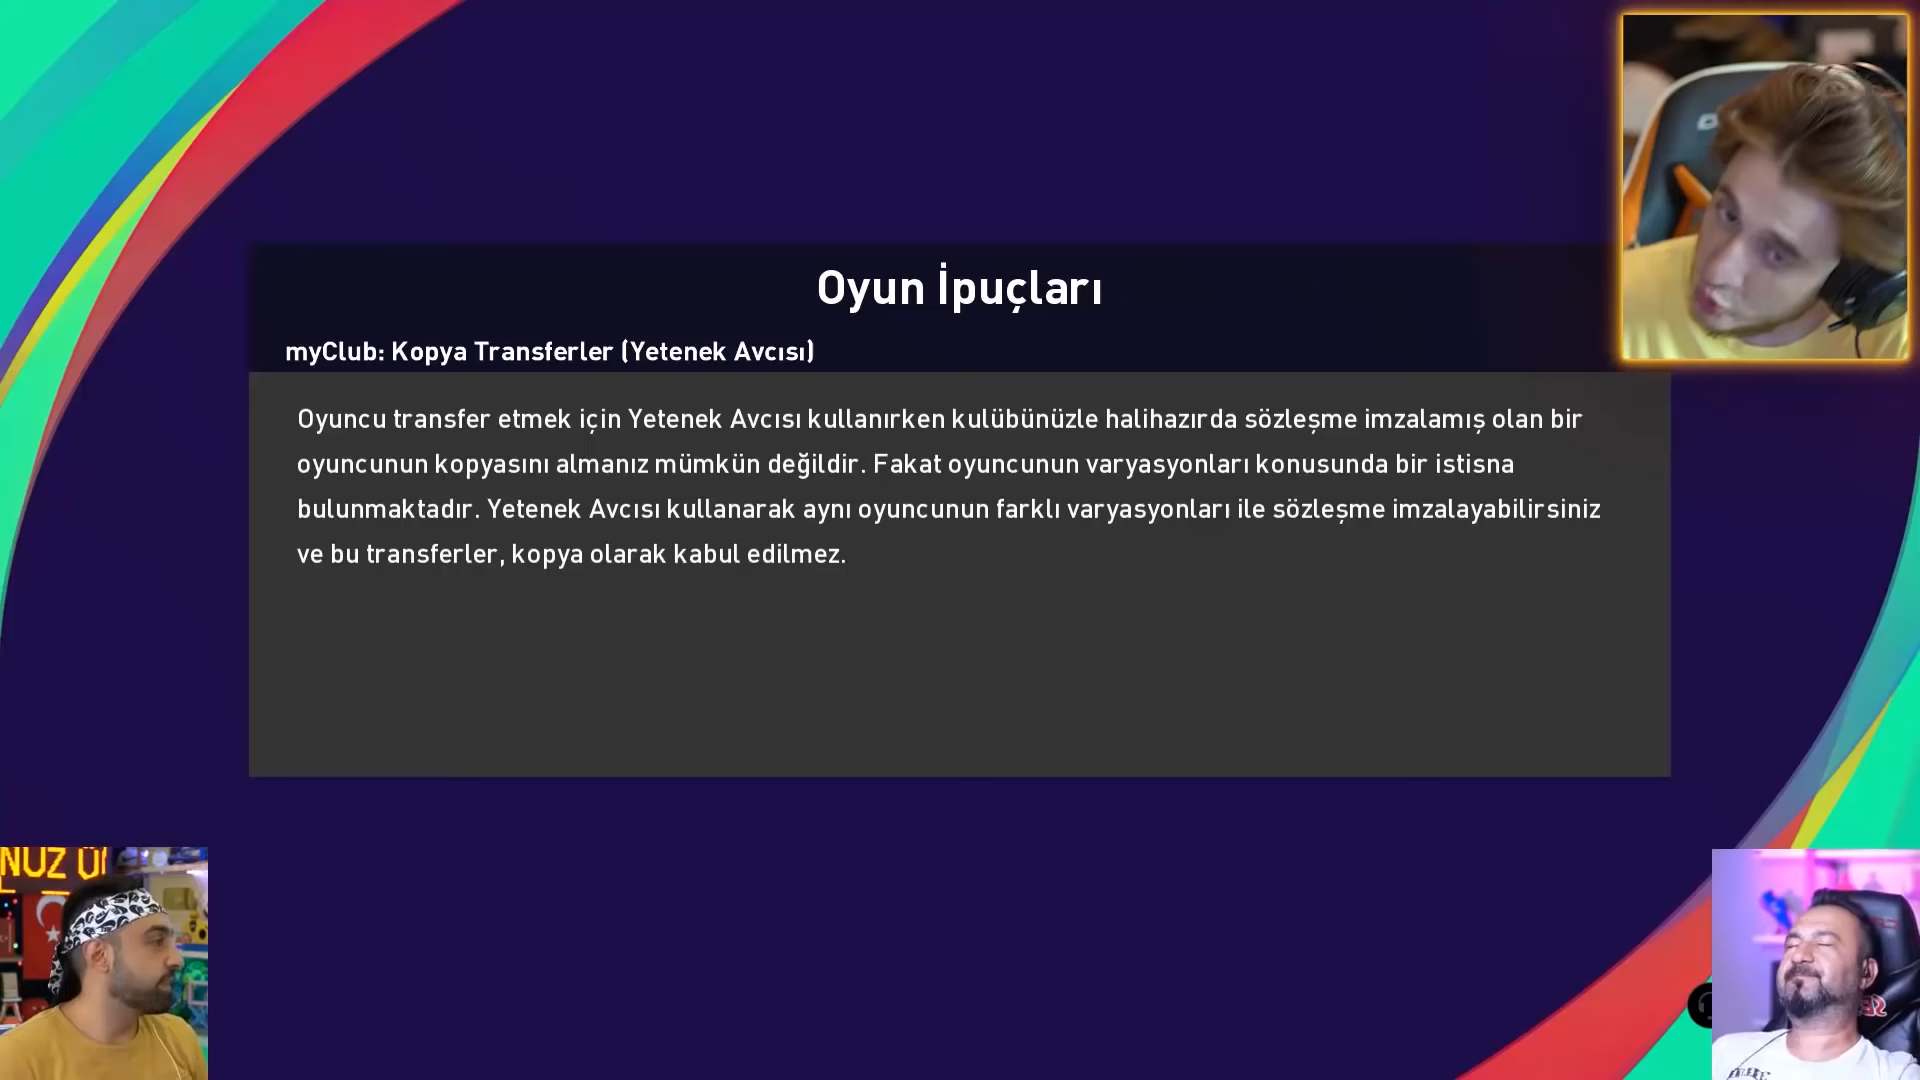 Oyun İpuçları
myClub: Kopya Transferler (Yetenek Avcısı)
Oyuncu transfer etmek için Yetenek Avcısı kullanırken kulübünüzle halihazırda sözleşme imzalamış olan bir
oyuncunun kopyasını almanız mümkün değildir. Fakat oyuncunun varyasyonları konusunda bir istisna
bulunmaktadır. Yetenek Avcısı kullanarak aynı oyuncunun farklı varyasyonları ile sözleşme imzalayabilirsiniz
ve bu transferler, kopya olarak kabul edilmez.
NUZ